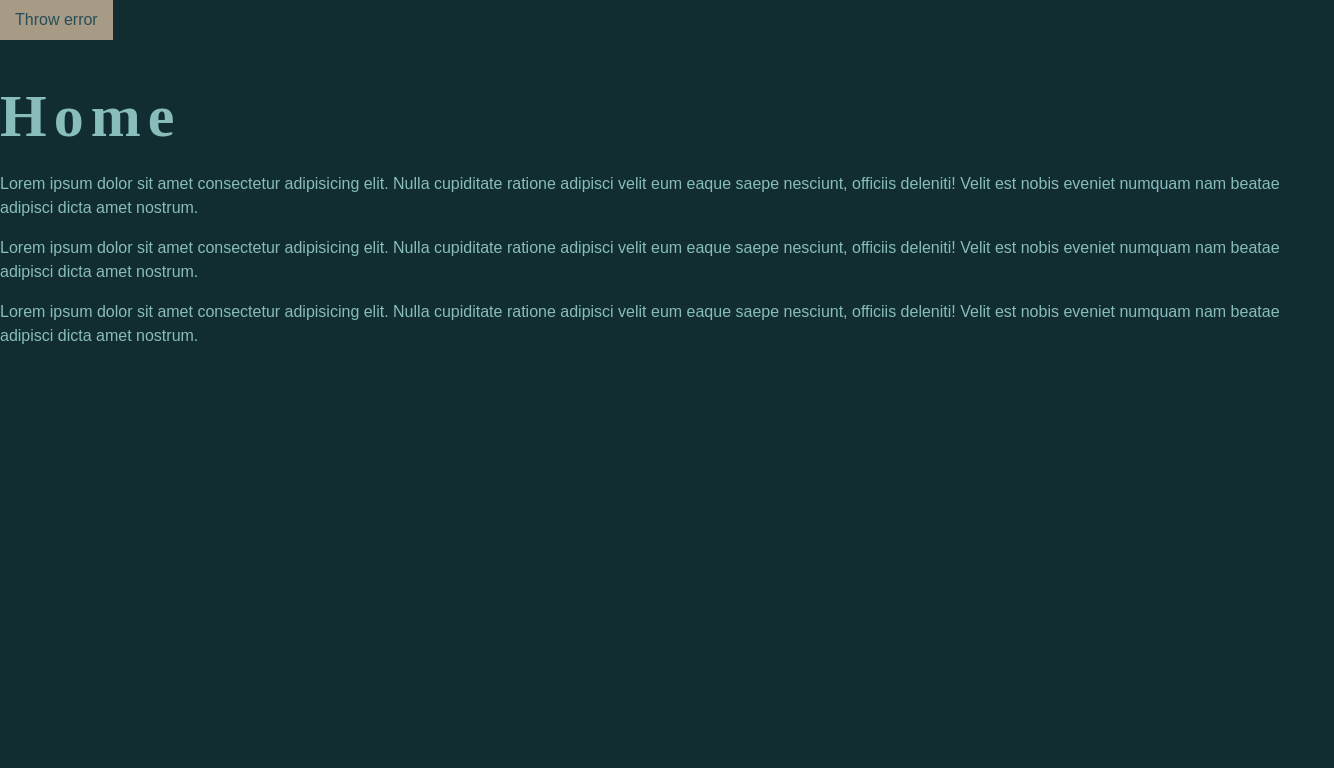 Throw error
Home
Lorem ipsum dolor sit amet consectetur adipisicing elit. Nulla cupiditate ratione adipisci velit eum eaque saepe nesciunt, officiis deleniti! Velit est nobis eveniet numquam nam beatae
adipisci dicta amet nostrum.
Lorem ipsum dolor sit amet consectetur adipisicing elit. Nulla cupiditate ratione adipisci velit eum eaque saepe nesciunt, officiis deleniti! Velit est nobis eveniet numquam nam beatae
adipisci dicta amet nostrum.
Lorem ipsum dolor sit amet consectetur adipisicing elit. Nulla cupiditate ratione adipisci velit eum eaque saepe nesciunt, officiis deleniti! Velit est nobis eveniet numquam nam beatae
adipisci dicta amet nostrum.